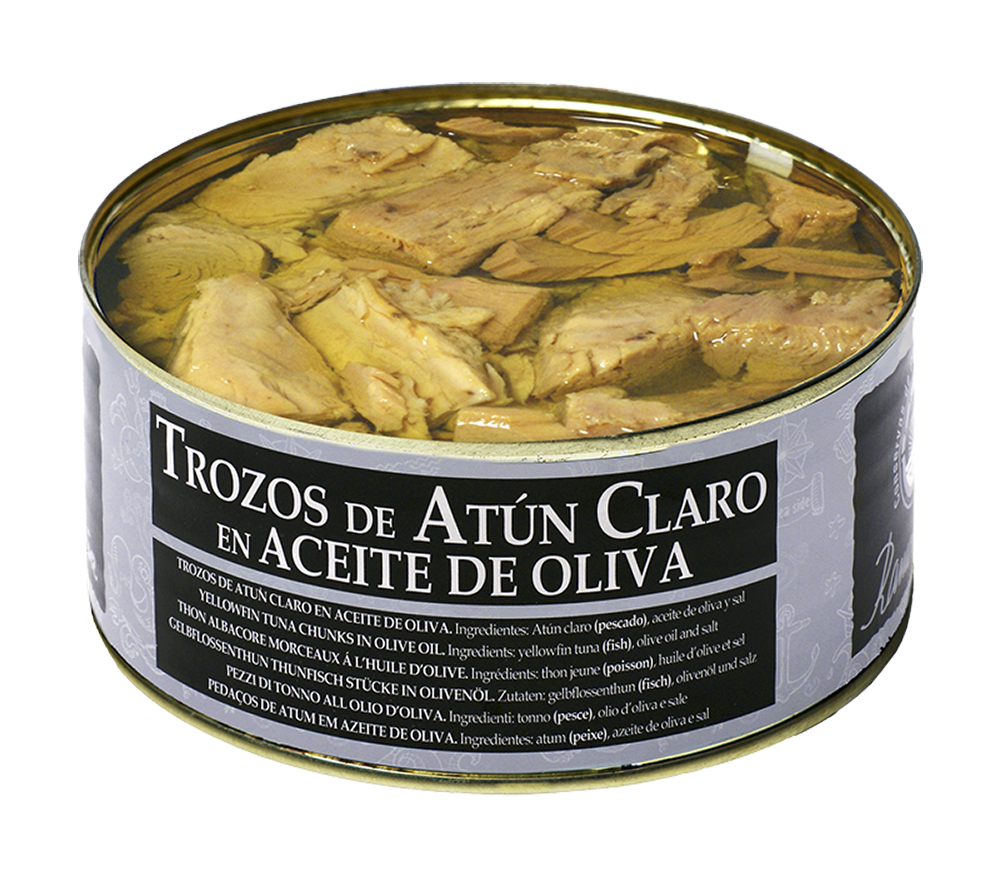 TROZOS DE ATÚN CLARO
EN ACEITE DE OLIVA
TROZOS DE ATUÑ CLARO EN ACEITE DE OLIVA. Ingredientes: Atún claro (pescado), aceite de oliva y sal
YELLOWFIN TUNA CHUNKS IN OLIVE OIL. Ingredients: yellowfin tuna (fish), olive oil and salt
THON ALBACORE MORCEAUX Á L'HUILE D'OLIVE. Ingrédients: thon jeune (poisson), huile d'olive et sel
GELBFLOSSENTHUN THUNFISCH STÜCKE IN OLIVENÖL. Zutaten: gelbflossenthun (fisch), olivenöl und salz
PEZZI DI TONNO ALL OLIO D'OLIVA. Ingredienti: tonno (pesce), olio d'oliva e sale
PEDAÇOS DE ATUM EM AZEITE DE OLIVA. Ingredientes: atum (peixe), azeite de oliva e sal